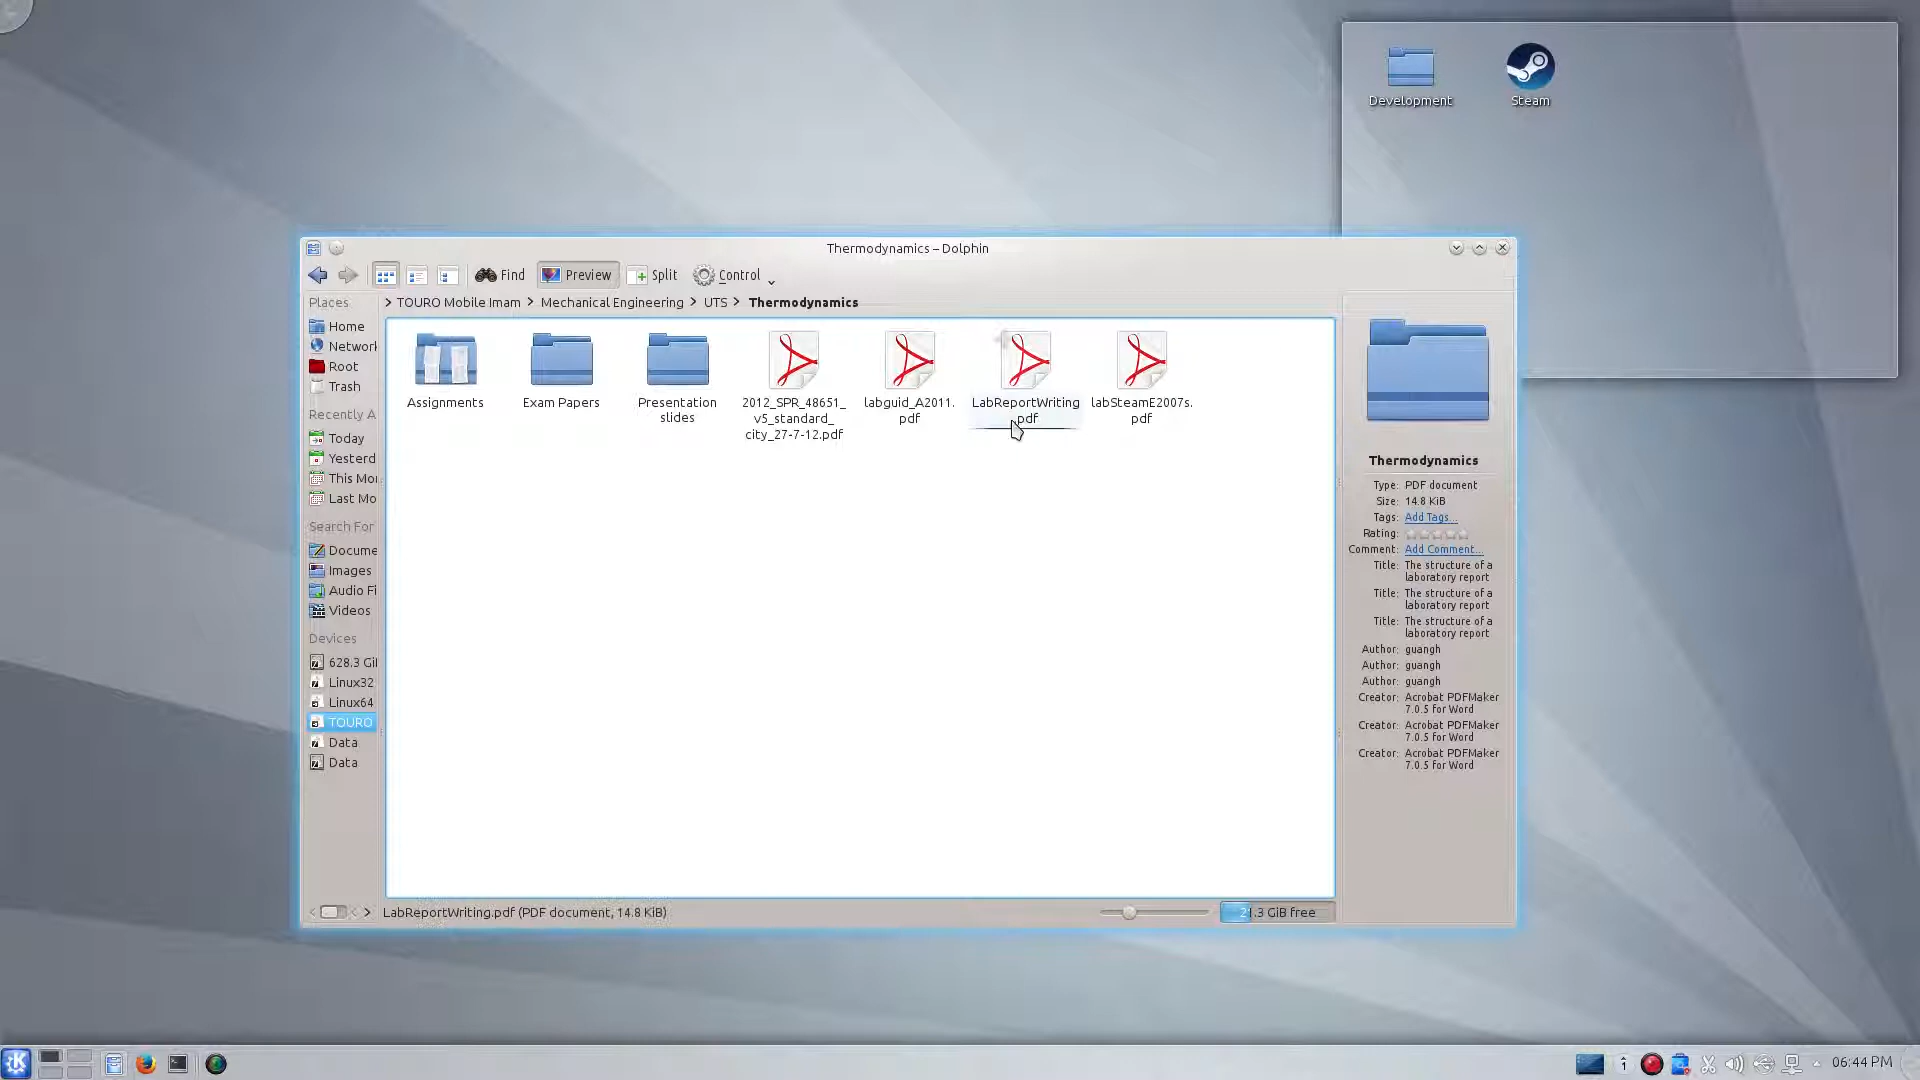 Development
Steam
Thermodynamics – Dolphin
Find
Preview
Split
Control
Places
TOURO Mobile Imam
Mechanical Engineering
UTS
Thermodynamics
Home
Network
Root
Trash
Recently A
Today
Yesterd
This Mo
Last Mo
Search For
Docume
Images
Audio Fi
Videos
Devices
628.3 Gi
Linux32
Linux64
TOURO
Data
Data
Assignments
Exam Papers
Presentation
slides
2012_SPR_48651_
v5_standard_
city_27-7-12.pdf
labguid_A2011.
pdf
LabReportWriting
.pdf
labSteamE2007s.
pdf
Thermodynamics
Type: PDF document
Size: 14.8 KiB
Tags: Add Tags...
Rating:
Comment: Add Comment...
Title: The structure of a
laboratory report
Title: The structure of a
laboratory report
Title: The structure of a
laboratory report
Author: guangh
Author: guangh
Author: guangh
Creator: Acrobat PDFMaker
7.0.5 for Word
Creator: Acrobat PDFMaker
7.0.5 for Word
Creator: Acrobat PDFMaker
7.0.5 for Word
LabReportWriting.pdf (PDF document, 14.8 KiB)
21.3 GiB free
1
06:44 PM